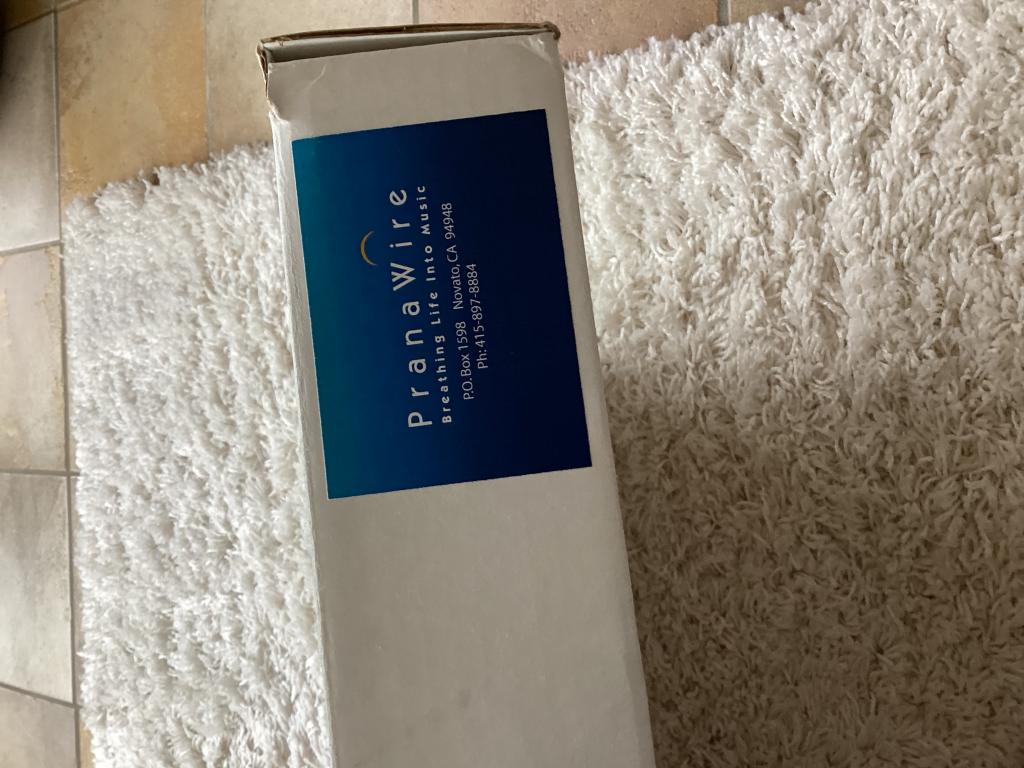 PranaWire
Breathing Life Into Music
P.O. Box 1598 Novato, CA 94948
Ph: 415-897-8884